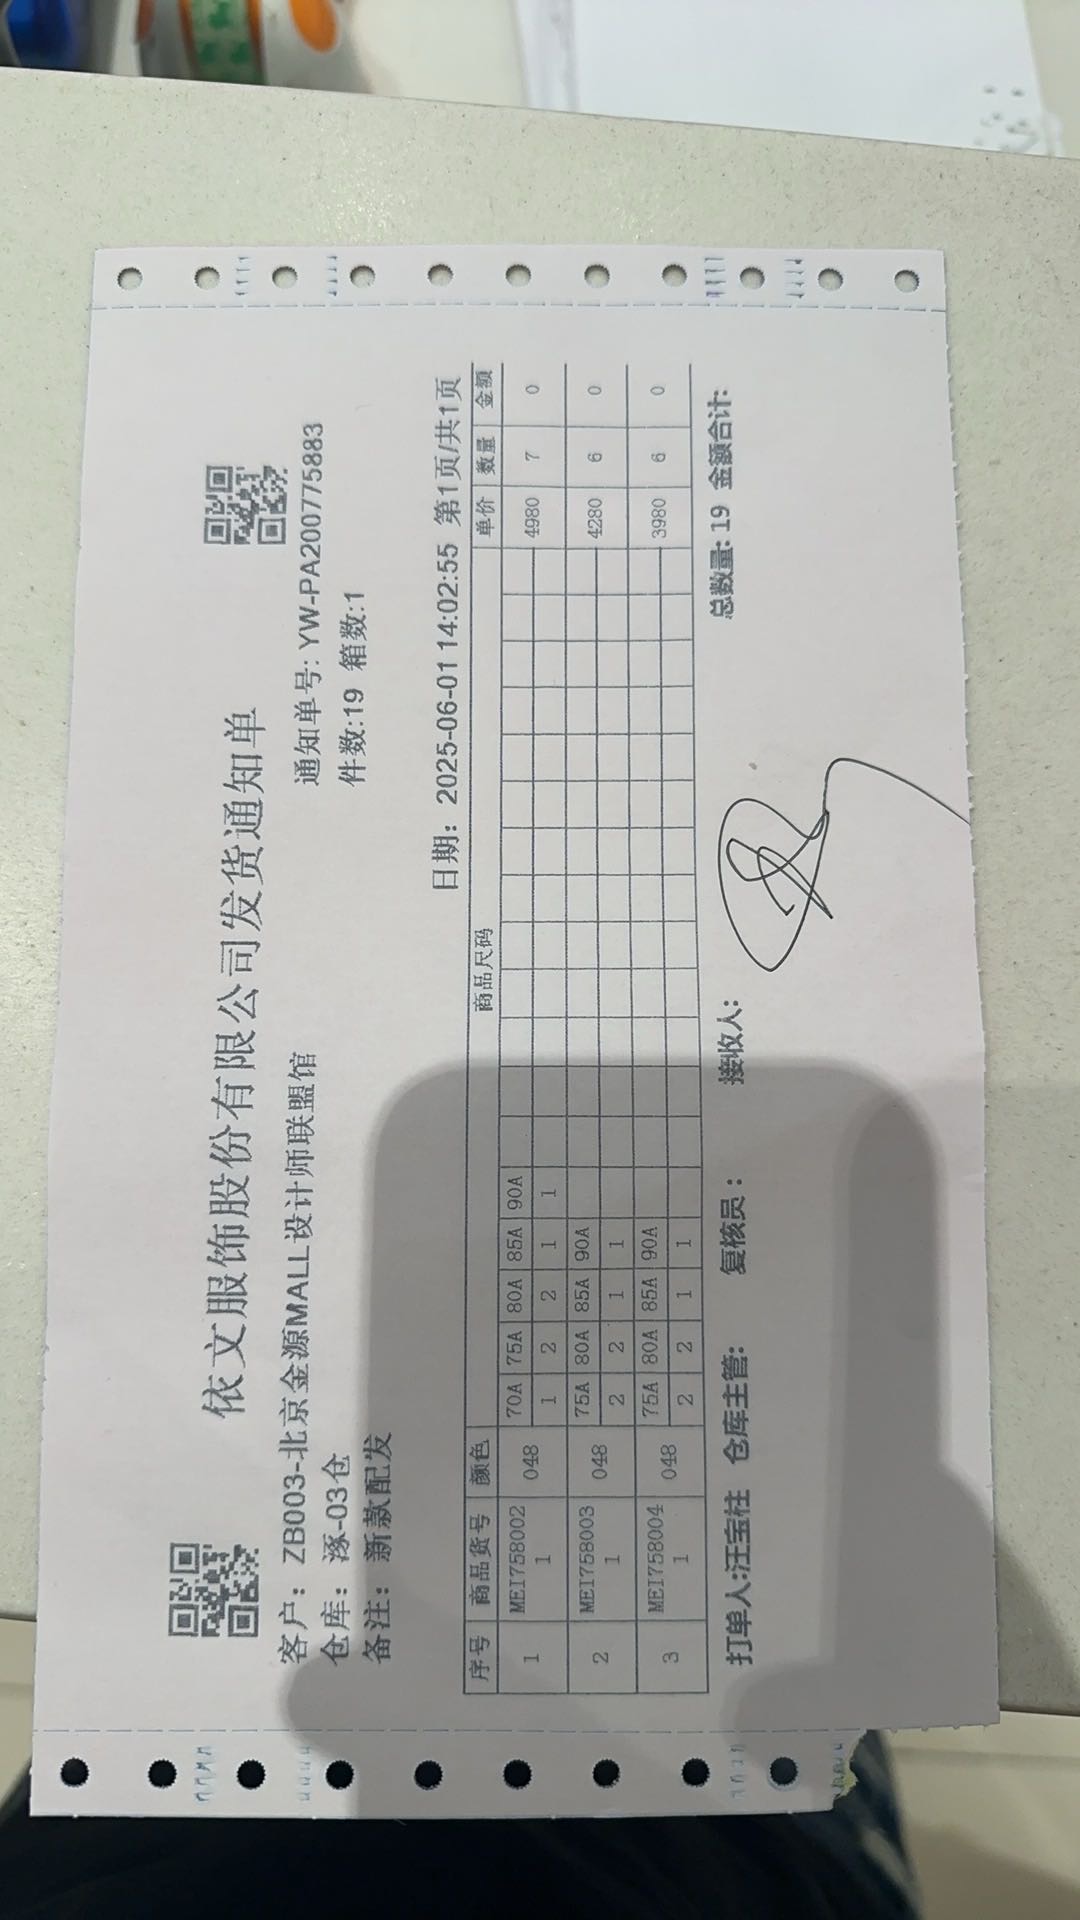 依文服饰股份有限公司发货通知单
客户：ZB003-北京金源MALL设计师联盟馆 通知单号: YW-PA200775883
仓库：涿-03仓 件数:19 箱数:1
备注：新款配发
日期：2025-06-01 14:02:55 第1页/共1页
序号 商品货号 颜色 商品尺码 单价 数量 金额
1 MEI758002 048 70A 75A 80A 85A 90A 4980 7 0
1 1 2 2 1 1
2 MEI758003 048 75A 80A 85A 90A 4280 6 0
1 2 2 1 1
3 MEI758004 048 75A 80A 85A 90A 3980 6 0
1 2 2 1 1
总数量: 19 金额合计:
打单人:汪宝柱 仓库主管: 复核员： 接收人: